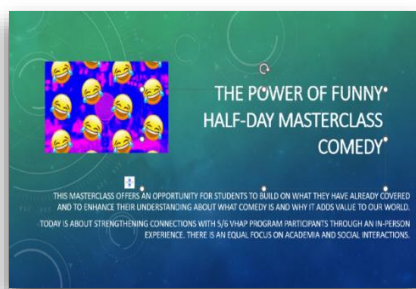 THE POWER OF FUNNY
HALF-DAY MASTERCLASS
COMEDY
THIS MASTERCLASS OFFERS AN OPPORTUNITY FOR STUDENTS TO BUILD ON WHAT THEY HAVE ALREADY COVERED
AND TO ENHANCE THEIR UNDERSTANDING ABOUT WHAT COMEDY IS AND WHY IT ADDS VALUE TO OUR WORLD.
TODAY IS ABOUT STRENGTHENING CONNECTIONS WITH 5/6 VHAP PROGRAM PARTICIPANTS THROUGH AN IN-PERSON
EXPERIENCE. THERE IS AN EQUAL FOCUS ON ACADEMIA AND SOCIAL INTERACTIONS.